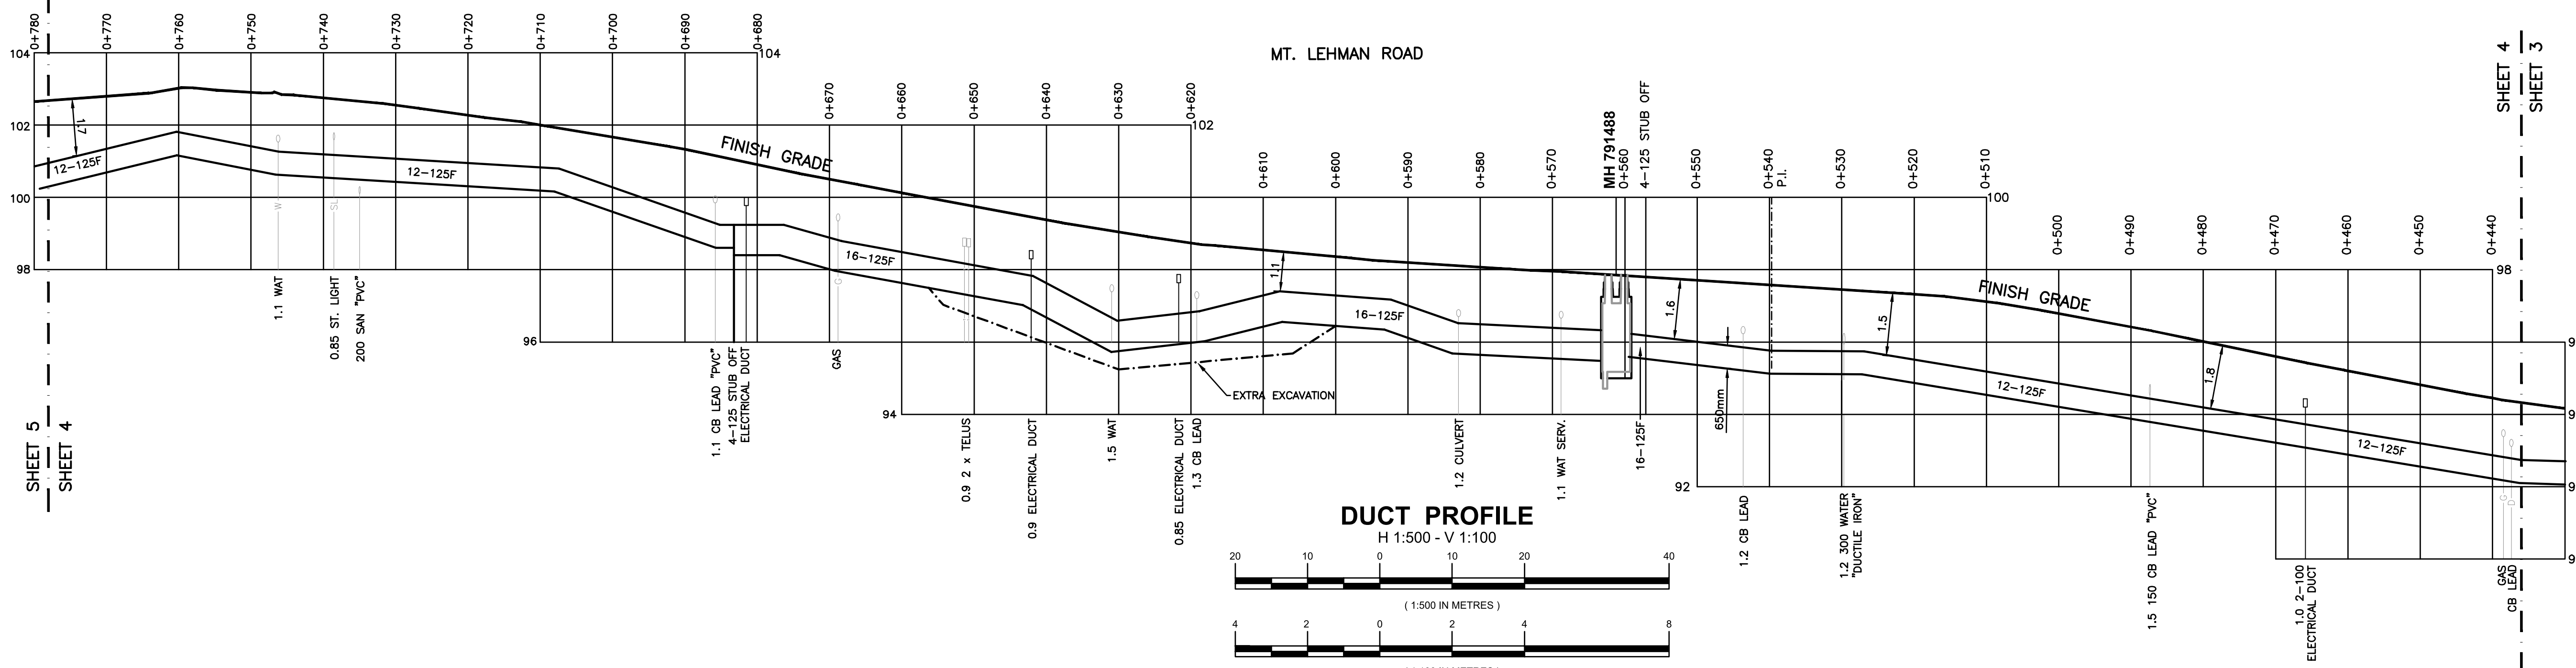 0+780
0+770
0+760
0+750
0+740
0+730
0+720
0+710
0+700
0+690
0+680
104
104
MT. LEHMAN ROAD
SHEET 4
SHEET 3
0+670
0+660
0+650
0+640
0+630
0+620
102
102
1.7
FINISH GRADE
12-125F
12-125F
0+610
0+600
0+590
0+580
0+570
MH 791488
0+560
4-125 STUB OFF
0+550
0+540
P.I.
0+530
0+520
0+510
100
100
W
SL
G
16-125F
1.1
0+500
0+490
0+480
0+470
0+460
0+450
0+440
98
98
FINISH GRADE
1.6
1.5
16-125F
96
1.8
650mm
16-125F
12-125F
12-125F
1.1 WAT
0.85 ST. LIGHT
200 SAN "PVC"
1.1 CB LEAD "PVC"
4-125 STUB OFF
ELECTRICAL DUCT
GAS
EXTRA EXCAVATION
94
SHEET 5
SHEET 4
0.9 2 x TELUS
0.9 ELECTRICAL DUCT
1.5 WAT
0.85 ELECTRICAL DUCT
1.3 CB LEAD
1.2 CULVERT
1.1 WAT SERV.
92
G
D
1.2 CB LEAD
1.2 300 WATER
"DUCTILE IRON"
1.5 150 CB LEAD "PVC"
1.0 2-100
ELECTRICAL DUCT
GAS
CB LEAD
DUCT PROFILE
H 1:500 - V 1:100
20 10 0 10 20 40
( 1:500 IN METRES )
4 2 0 2 4 8